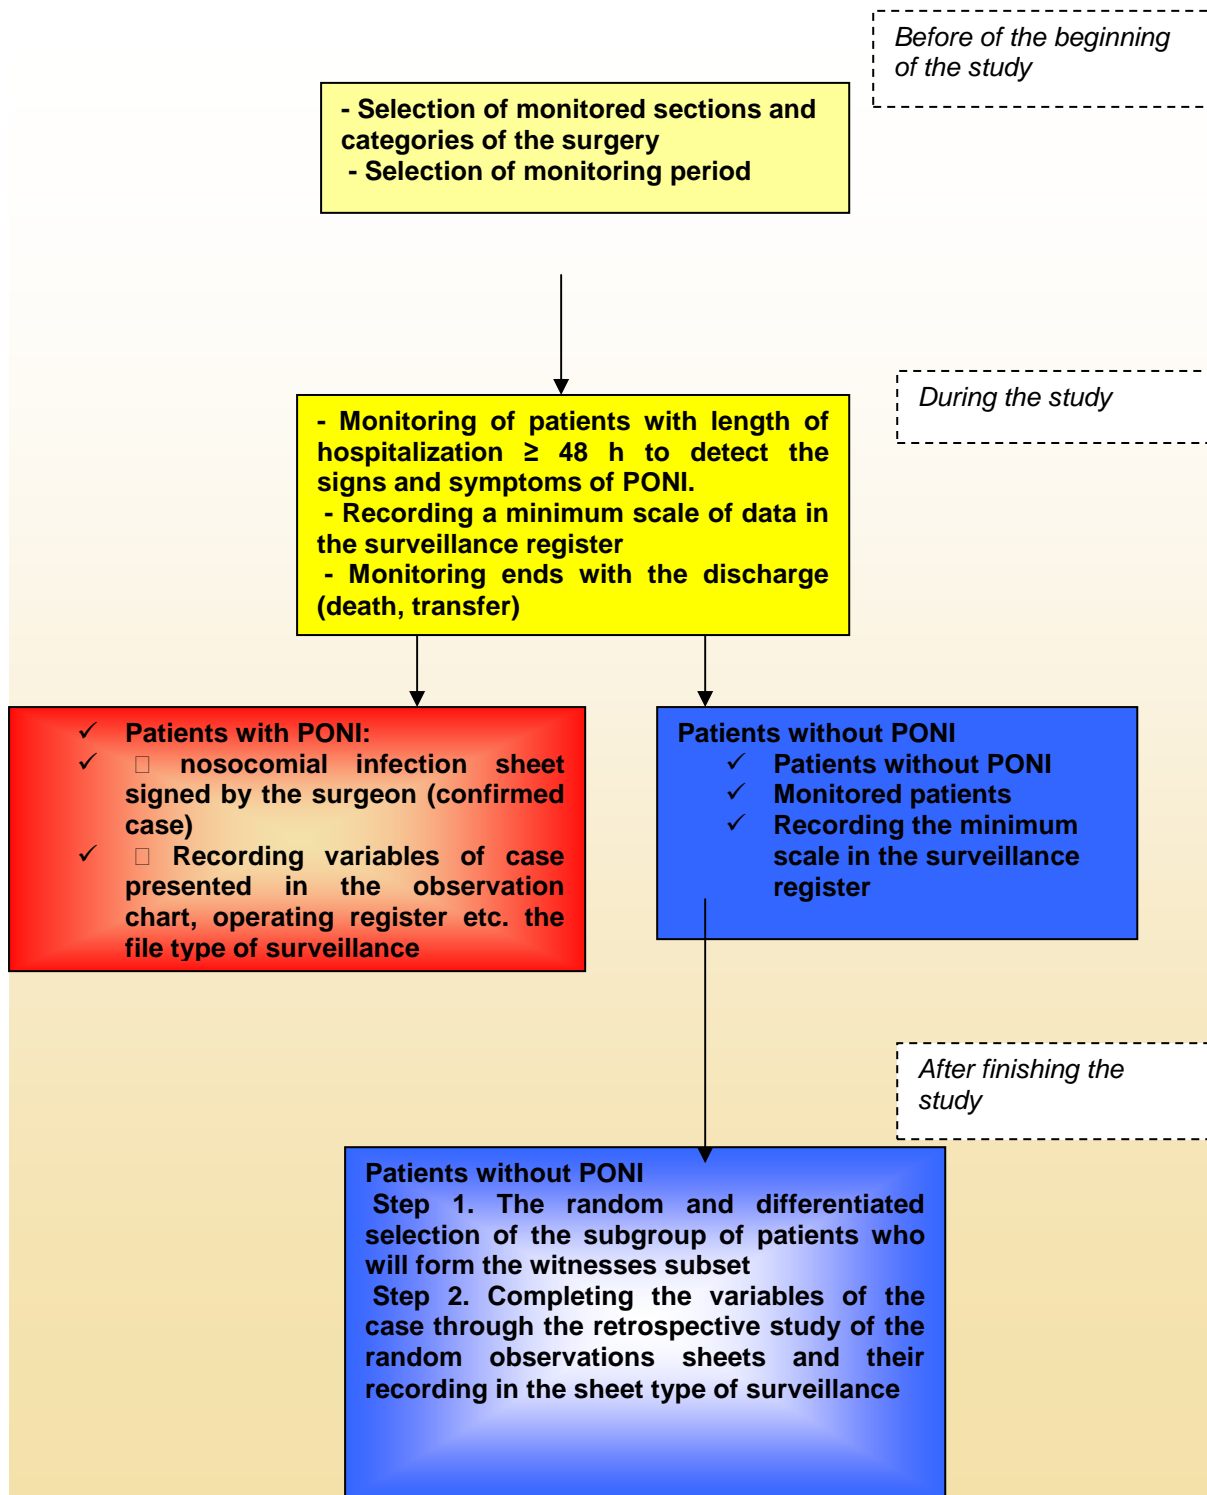 Before of the beginning
of the study
- Selection of monitored sections and
categories of the surgery
- Selection of monitoring period
During the study
- Monitoring of patients with length of
hospitalization ≥ 48 h to detect the
signs and symptoms of PONI.
- Recording a minimum scale of data in
the surveillance register
- Monitoring ends with the discharge
(death, transfer)
✓ Patients with PONI:
✓ □ nosocomial infection sheet
signed by the surgeon (confirmed
case)
✓ □ Recording variables of case
presented in the observation
chart, operating register etc. the
file type of surveillance
Patients without PONI
✓ Patients without PONI
✓ Monitored patients
✓ Recording the minimum
scale in the surveillance
register
After finishing the
study
Patients without PONI
Step 1. The random and differentiated
selection of the subgroup of patients who
will form the witnesses subset
Step 2. Completing the variables of the
case through the retrospective study of the
random observations sheets and their
recording in the sheet type of surveillance